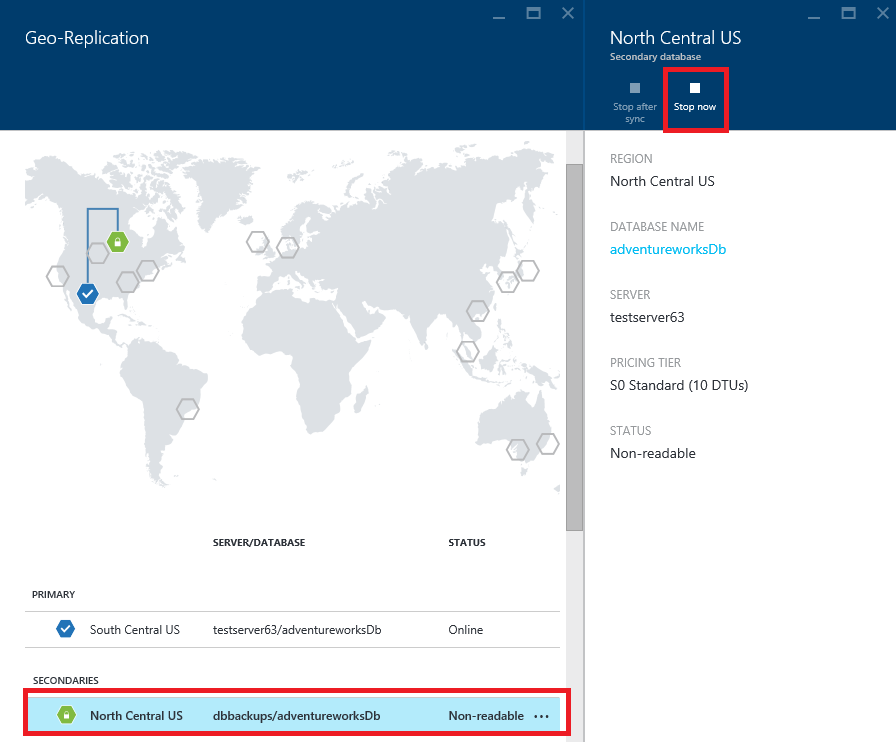 Geo-Replication
SERVER/DATABASE STATUS
PRIMARY
South Central US testserver63/adventureworksDb Online
SECONDARIES
North Central US dbbackups/adventureworksDb Non-readable ...
North Central US
Secondary database
Stop after
sync
Stop now
REGION
North Central US
DATABASE NAME
adventureworksDb
SERVER
testserver63
PRICING TIER
S0 Standard (10 DTUs)
STATUS
Non-readable